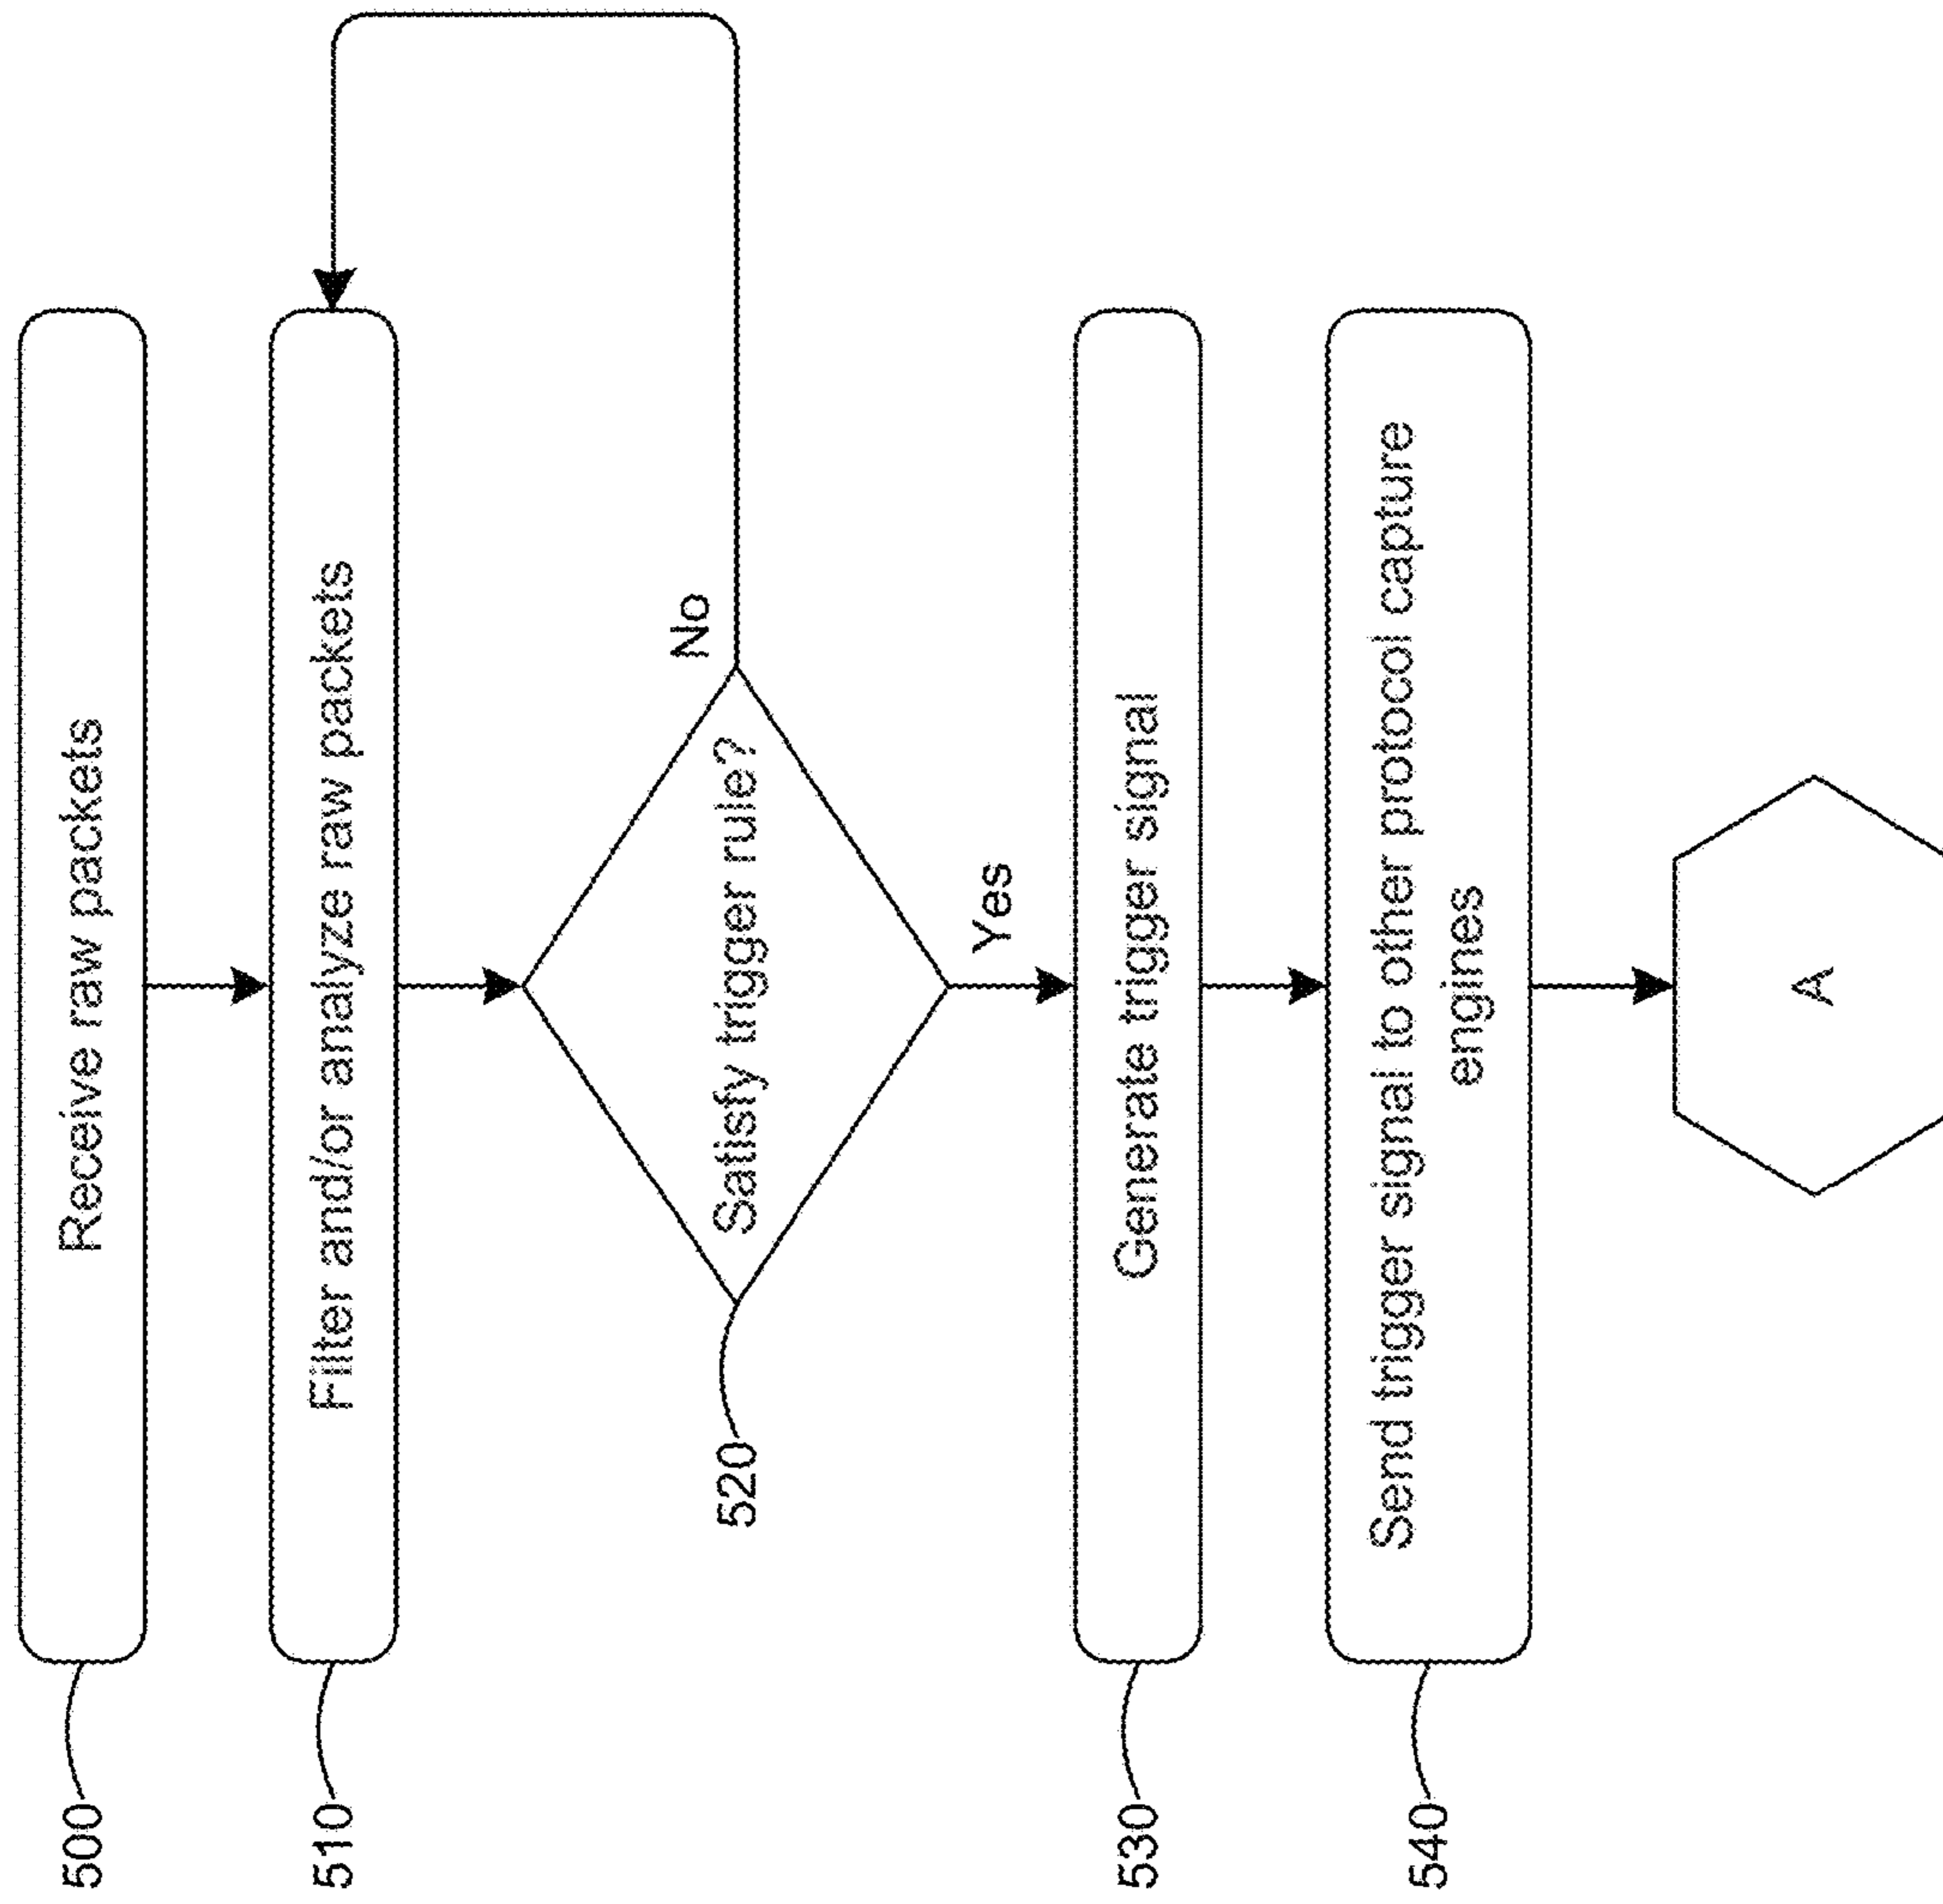 500
Receive raw packets
510
Filter and/or analyze raw packets
520
Satisfy trigger rule?
No
Yes
530
Generate trigger signal
540
Send trigger signal to other protocol capture
engines
A